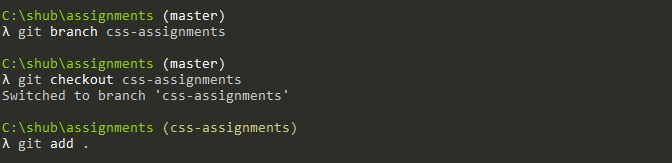 C:\shub\assignments (master)
λ git branch css-assignments
C:\shub\assignments (master)
λ git checkout css-assignments
Switched to branch 'css-assignments'
C:\shub\assignments (css-assignments)
λ git add .